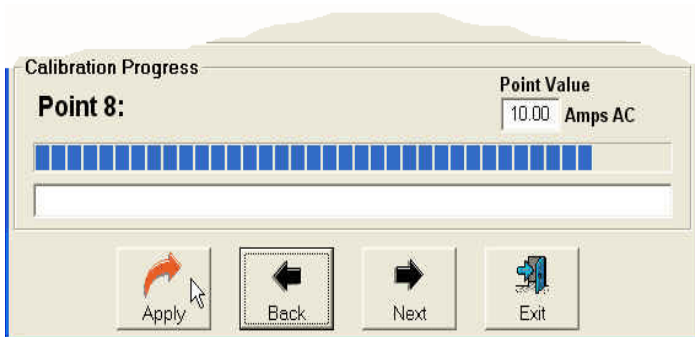 Calibration Progress
Point Value
Point 8:
10.00 Amps AC
Apply
Back
Next
Exit